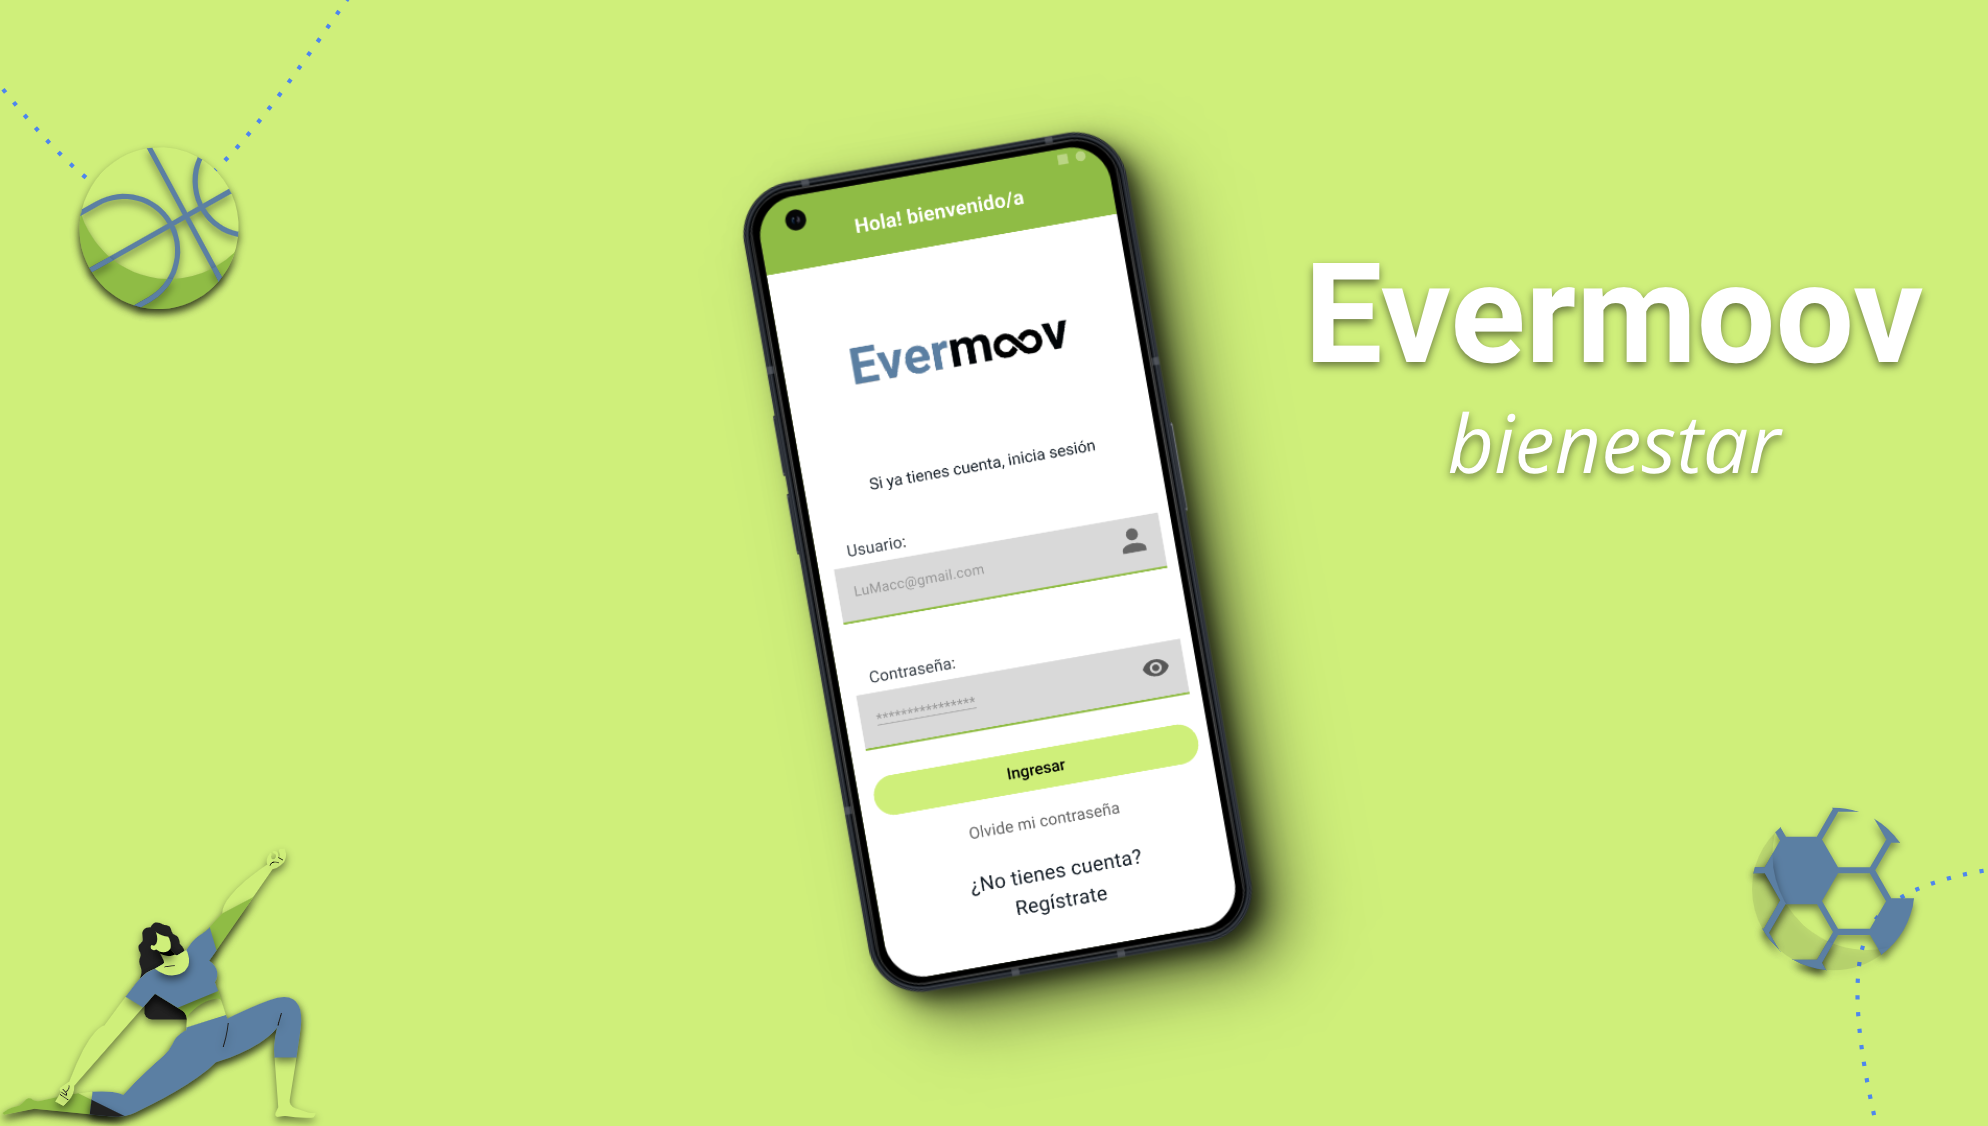 Hola! bienvenido/a
Evermoov
Si ya tienes cuenta, inicia sesión
Usuario:
LuMacc@gmail.com
Contraseña:
****************
Ingresar
Olvide mi contraseña
¿No tienes cuenta?
Regístrate
Evermoov
bienestar